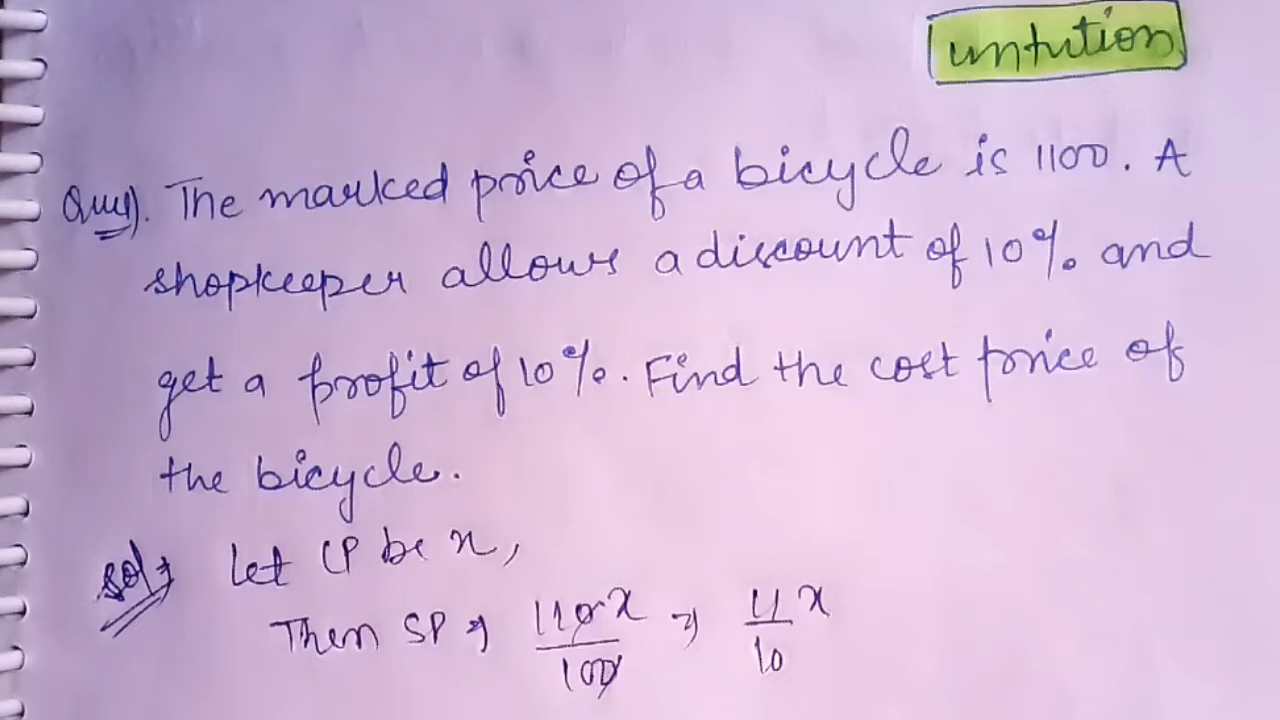 untution
Ques). The marked price of a bicycle is 1100. A
shopkeeper allows a discount of 10% and
get a profit of 10%. Find the cost price of
the bicycle.
Sol⇒ Let CP be x,
Then SP ⇒ 110x/100 ⇒ 11/10 x